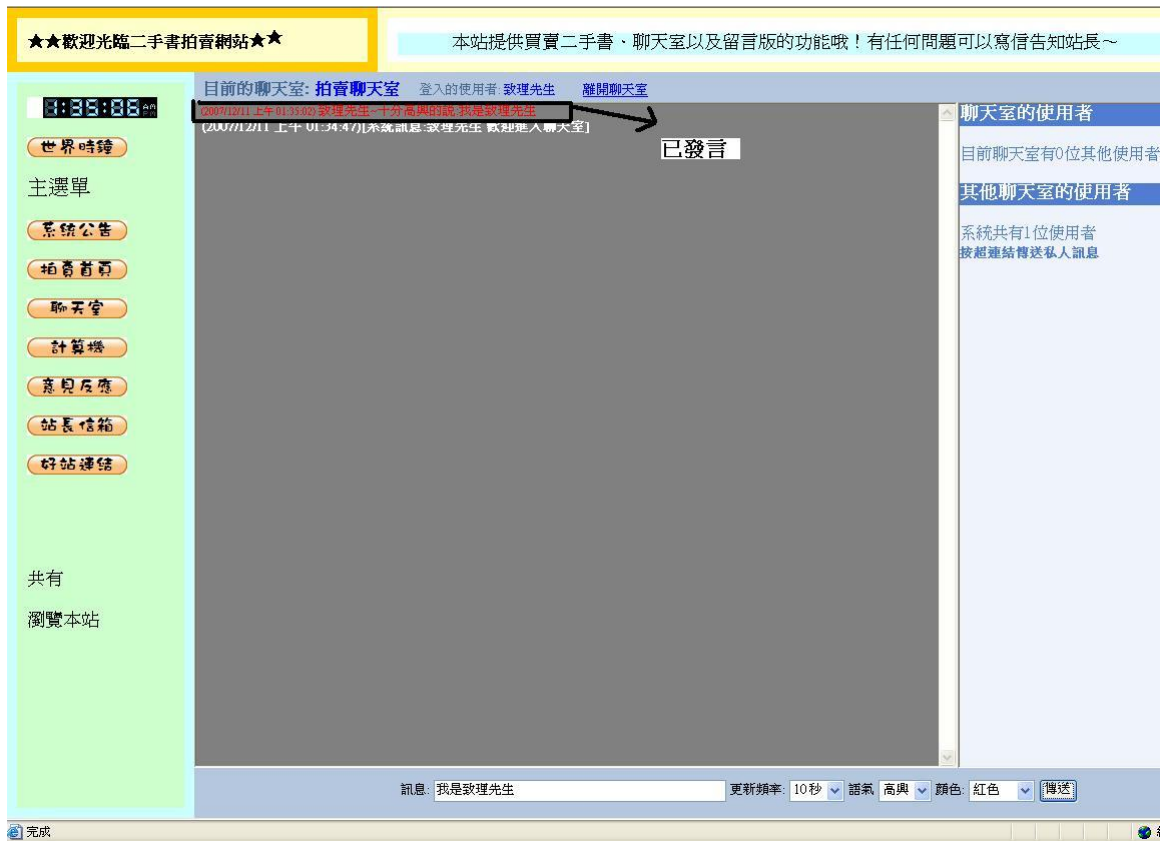 ★★歡迎光臨二手書拍賣網站★★
本站提供買賣二手書、聊天室以及留言版的功能哦！有任何問題可以寫信告知站長～
目前的聊天室: 拍賣聊天室 登入的使用者: 致理先生 離開聊天室
(2007/12/11 上午 01:35:02) 致理先生-十分高興的說:我是致理先生
(2007/12/11 上午 01:34:47)[系統訊息:致理先生 歡迎進入聊天室]
已發言
世界時鐘
主選單
系統公告
拍賣首頁
聊天室
計算機
意見反應
站長信箱
好站連結
共有
瀏覽本站
聊天室的使用者
目前聊天室有0位其他使用者
其他聊天室的使用者
系統共有1位使用者
按超連結傳送私人訊息
訊息: 我是致理先生 更新頻率: 10秒 語氣 高興 顏色: 紅色 傳送
完成